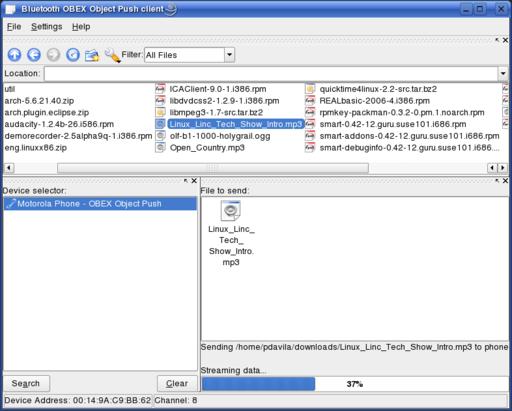 Bluetooth OBEX Object Push client
File Settings Help
Filter: All Files
Location:
util
arch-5.6.21.40.zip
arch.plugin.eclipse.zip
audacity-1.2.4b-26.i586.rpm
demorecorder-2.5alpha9q-1.i386.rpm
eng.linuxx86.zip
ICAClient-9.0-1.i386.rpm
libdvdcss2-1.2.9-1.i386.rpm
libmpeg3-1.7-src.tar.bz2
Linux_Linc_Tech_Show_Intro.mp3
olf-b1-1000-holygrail.ogg
Open_Country.mp3
quicktime4linux-2.2-src.tar.bz2
REALbasic-2006-4.i386.rpm
rpmkey-packman-0.3.2-0.pm.1.noarch.rpm
smart-0.42-12.guru.suse101.i686.rpm
smart-addons-0.42-12.guru.suse101.i686.rpm
smart-debuginfo-0.42-12.guru.suse101.i686....
Device selector:
Motorola Phone - OBEX Object Push
Search Clear
File to send:
Linux_Linc_
Tech_
Show_Intro.
mp3
Sending /home/pdavila/downloads/Linux_Linc_Tech_Show_Intro.mp3 to phone
Streaming data...
37%
Device Address: 00:14:9A:C9:BB:62 Channel: 8